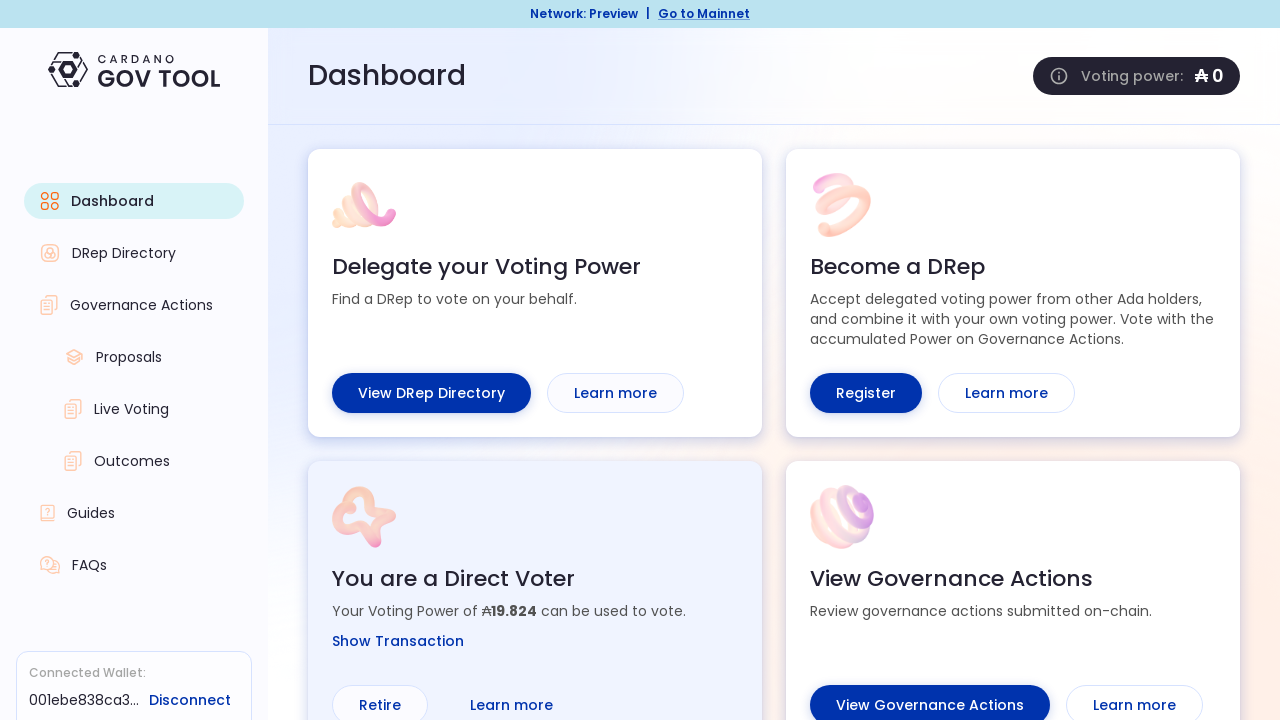 Network: Preview | Go to Mainnet
CARDANO
GOV TOOL
Dashboard
Voting power: ₳ 0
Dashboard
DRep Directory
Governance Actions
Proposals
Live Voting
Outcomes
Guides
FAQs
Connected Wallet:
001ebe838ca3... Disconnect
Delegate your Voting Power
Find a DRep to vote on your behalf.
View DRep Directory Learn more
Become a DRep
Accept delegated voting power from other Ada holders,
and combine it with your own voting power. Vote with the
accumulated Power on Governance Actions.
Register Learn more
You are a Direct Voter
Your Voting Power of ₳19.824 can be used to vote.
Show Transaction
Retire Learn more
View Governance Actions
Review governance actions submitted on-chain.
View Governance Actions Learn more